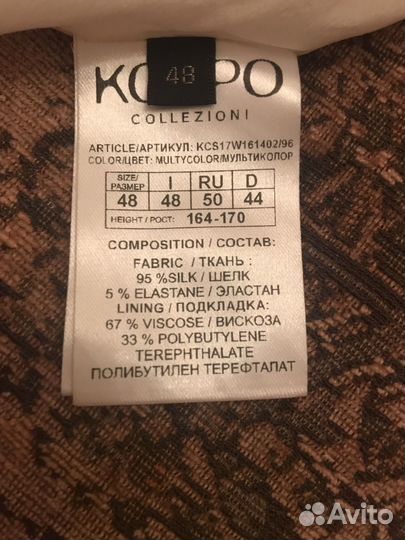 48
COLLEZIONI
ARTICLE/АРТИКУЛ: KCS17W161402/96
COLOR/ЦВЕТ: MULTYCOLOR/МУЛЬТИКОЛОР
SIZE/РАЗМЕР I RU D
48 48 50 44
HEIGHT / РОСТ: 164-170
COMPOSITION / СОСТАВ:
FABRIC / ТКАНЬ :
95 %SILK / ШЕЛК
5 % ELASTANE / ЭЛАСТАН
LINING / ПОДКЛАДКА:
67 % VISCOSE / ВИСКОЗА
33 % POLYBUTYLENE
TEREPHTHALATE
ПОЛИБУТИЛЕН ТЕРЕФТАЛАТ
Avito